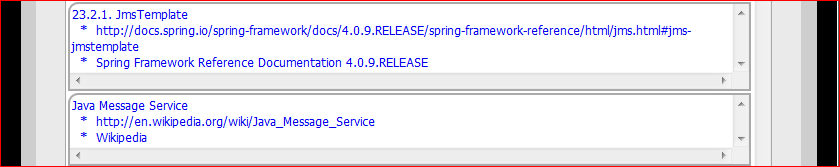 23.2.1. JmsTemplate
* http://docs.spring.io/spring-framework/docs/4.0.9.RELEASE/spring-framework-reference/html/jms.html#jms-
jmstemplate
* Spring Framework Reference Documentation 4.0.9.RELEASE
Java Message Service
* http://en.wikipedia.org/wiki/Java_Message_Service
* Wikipedia